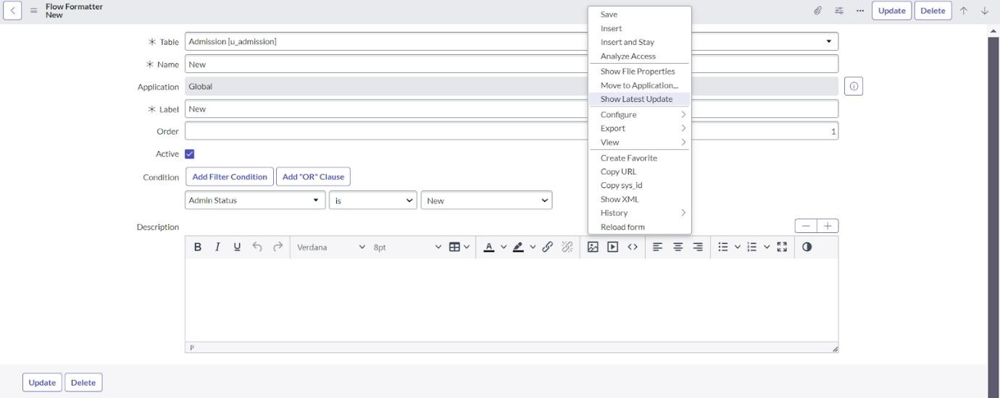 Flow Formatter
New
Update
Delete
Table
Admission [u_admission]
Name
New
Application
Global
Label
New
Order
1
Active
Condition
Add Filter Condition
Add "OR" Clause
Admin Status
is
New
Description
Verdana
8pt
P
Update
Delete
Save
Insert
Insert and Stay
Analyze Access
Show File Properties
Move to Application...
Show Latest Update
Configure
Export
View
Create Favorite
Copy URL
Copy sys_id
Show XML
History
Reload form